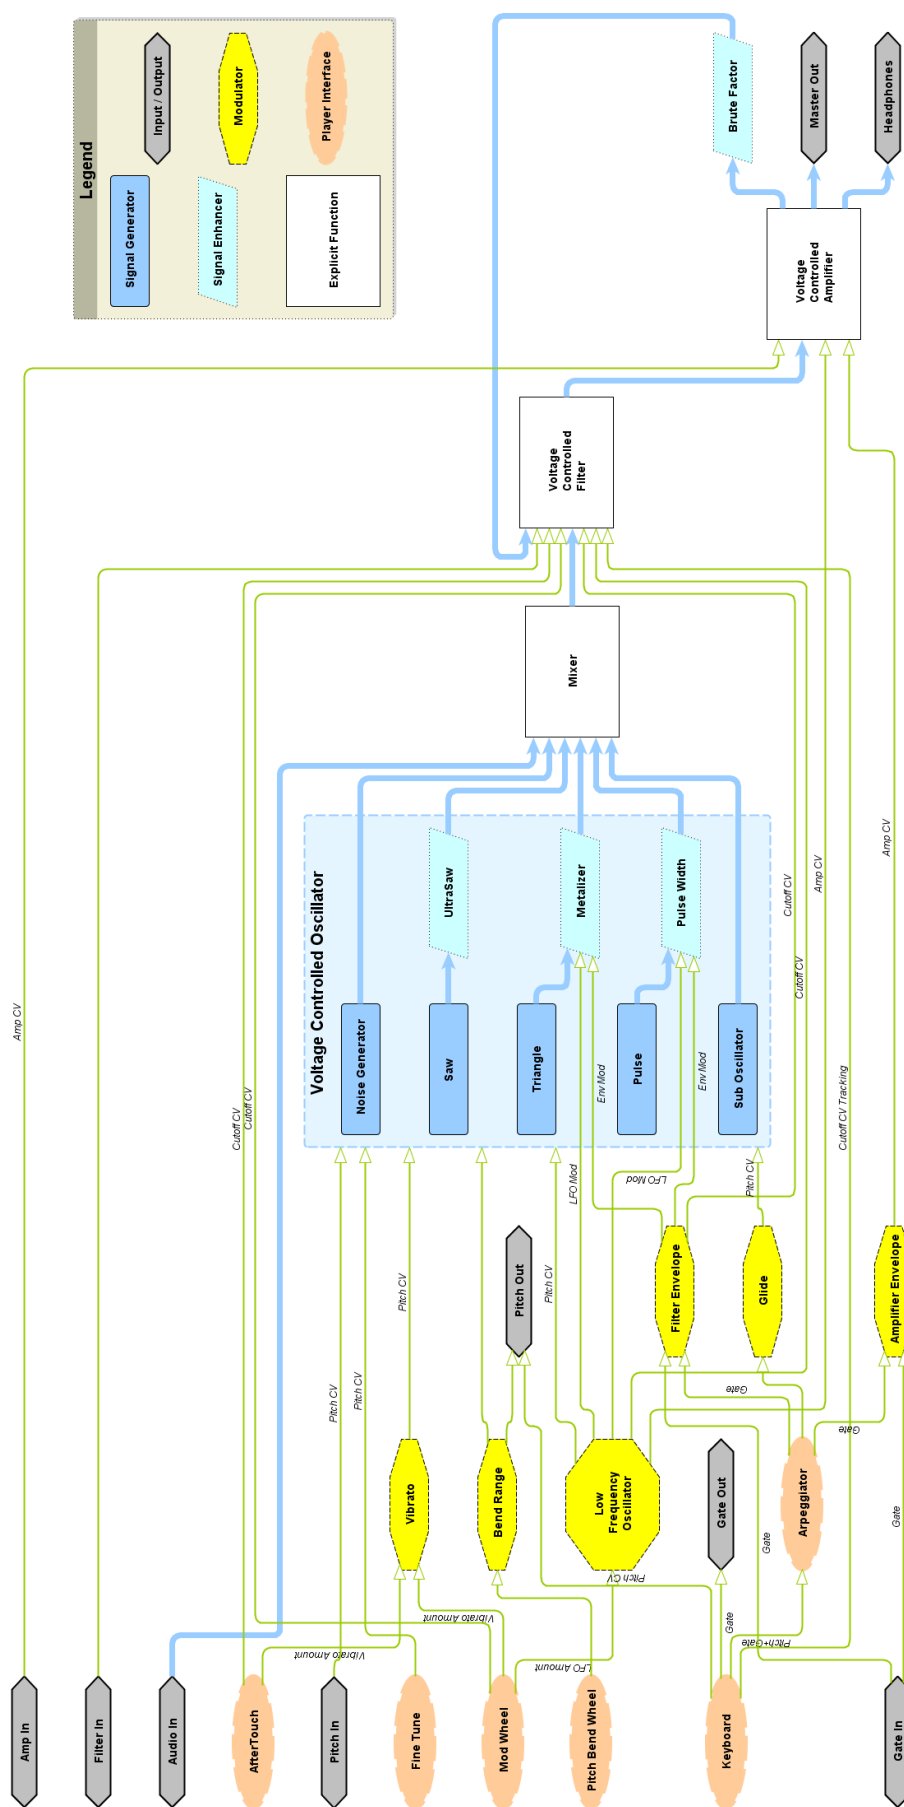 Legend
Signal Generator
Input / Output
Signal Enhancer
Modulator
Explicit Function
Player Interface
Amp In
Filter In
Audio In
AfterTouch
Pitch In
Fine Tune
Mod Wheel
Pitch Bend Wheel
Keyboard
Gate In
Vibrato Amount
Vibrato Amount
LFO Amount
Pitch CV
Gate
Pitch+Gate
Gate
Gate
Vibrato
Bend Range
Low
Frequency
Oscillator
Gate Out
Arpeggiator
Pitch CV
Pitch CV
Pitch CV
Pitch CV
Gate
Gate
Pitch Out
Filter Envelope
Glide
Amplifier Envelope
LFO Mod
LFO Mod
Pitch CV
Env Mod
Env Mod
Amp CV
Cutoff CV
Cutoff CV
Cutoff CV Tracking
Voltage Controlled Oscillator
Noise Generator
Saw
Triangle
Pulse
Sub Oscillator
UltraSaw
Metalizer
Pulse Width
Cutoff CV
Cutoff CV
Amp CV
Amp CV
Mixer
Voltage
Controlled
Filter
Voltage
Controlled
Amplifier
Brute Factor
Master Out
Headphones